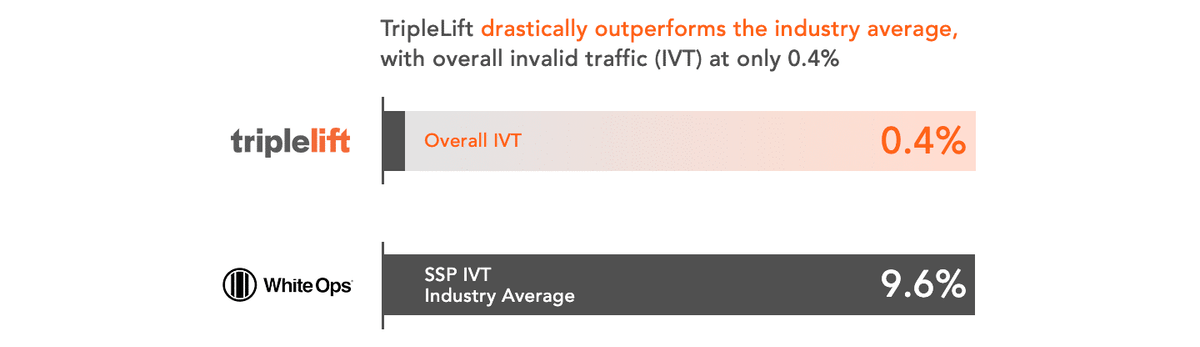 TripleLift drastically outperforms the industry average,
with overall invalid traffic (IVT) at only 0.4%
triplelift
Overall IVT
0.4%
White Ops
SSP IVT
Industry Average
9.6%